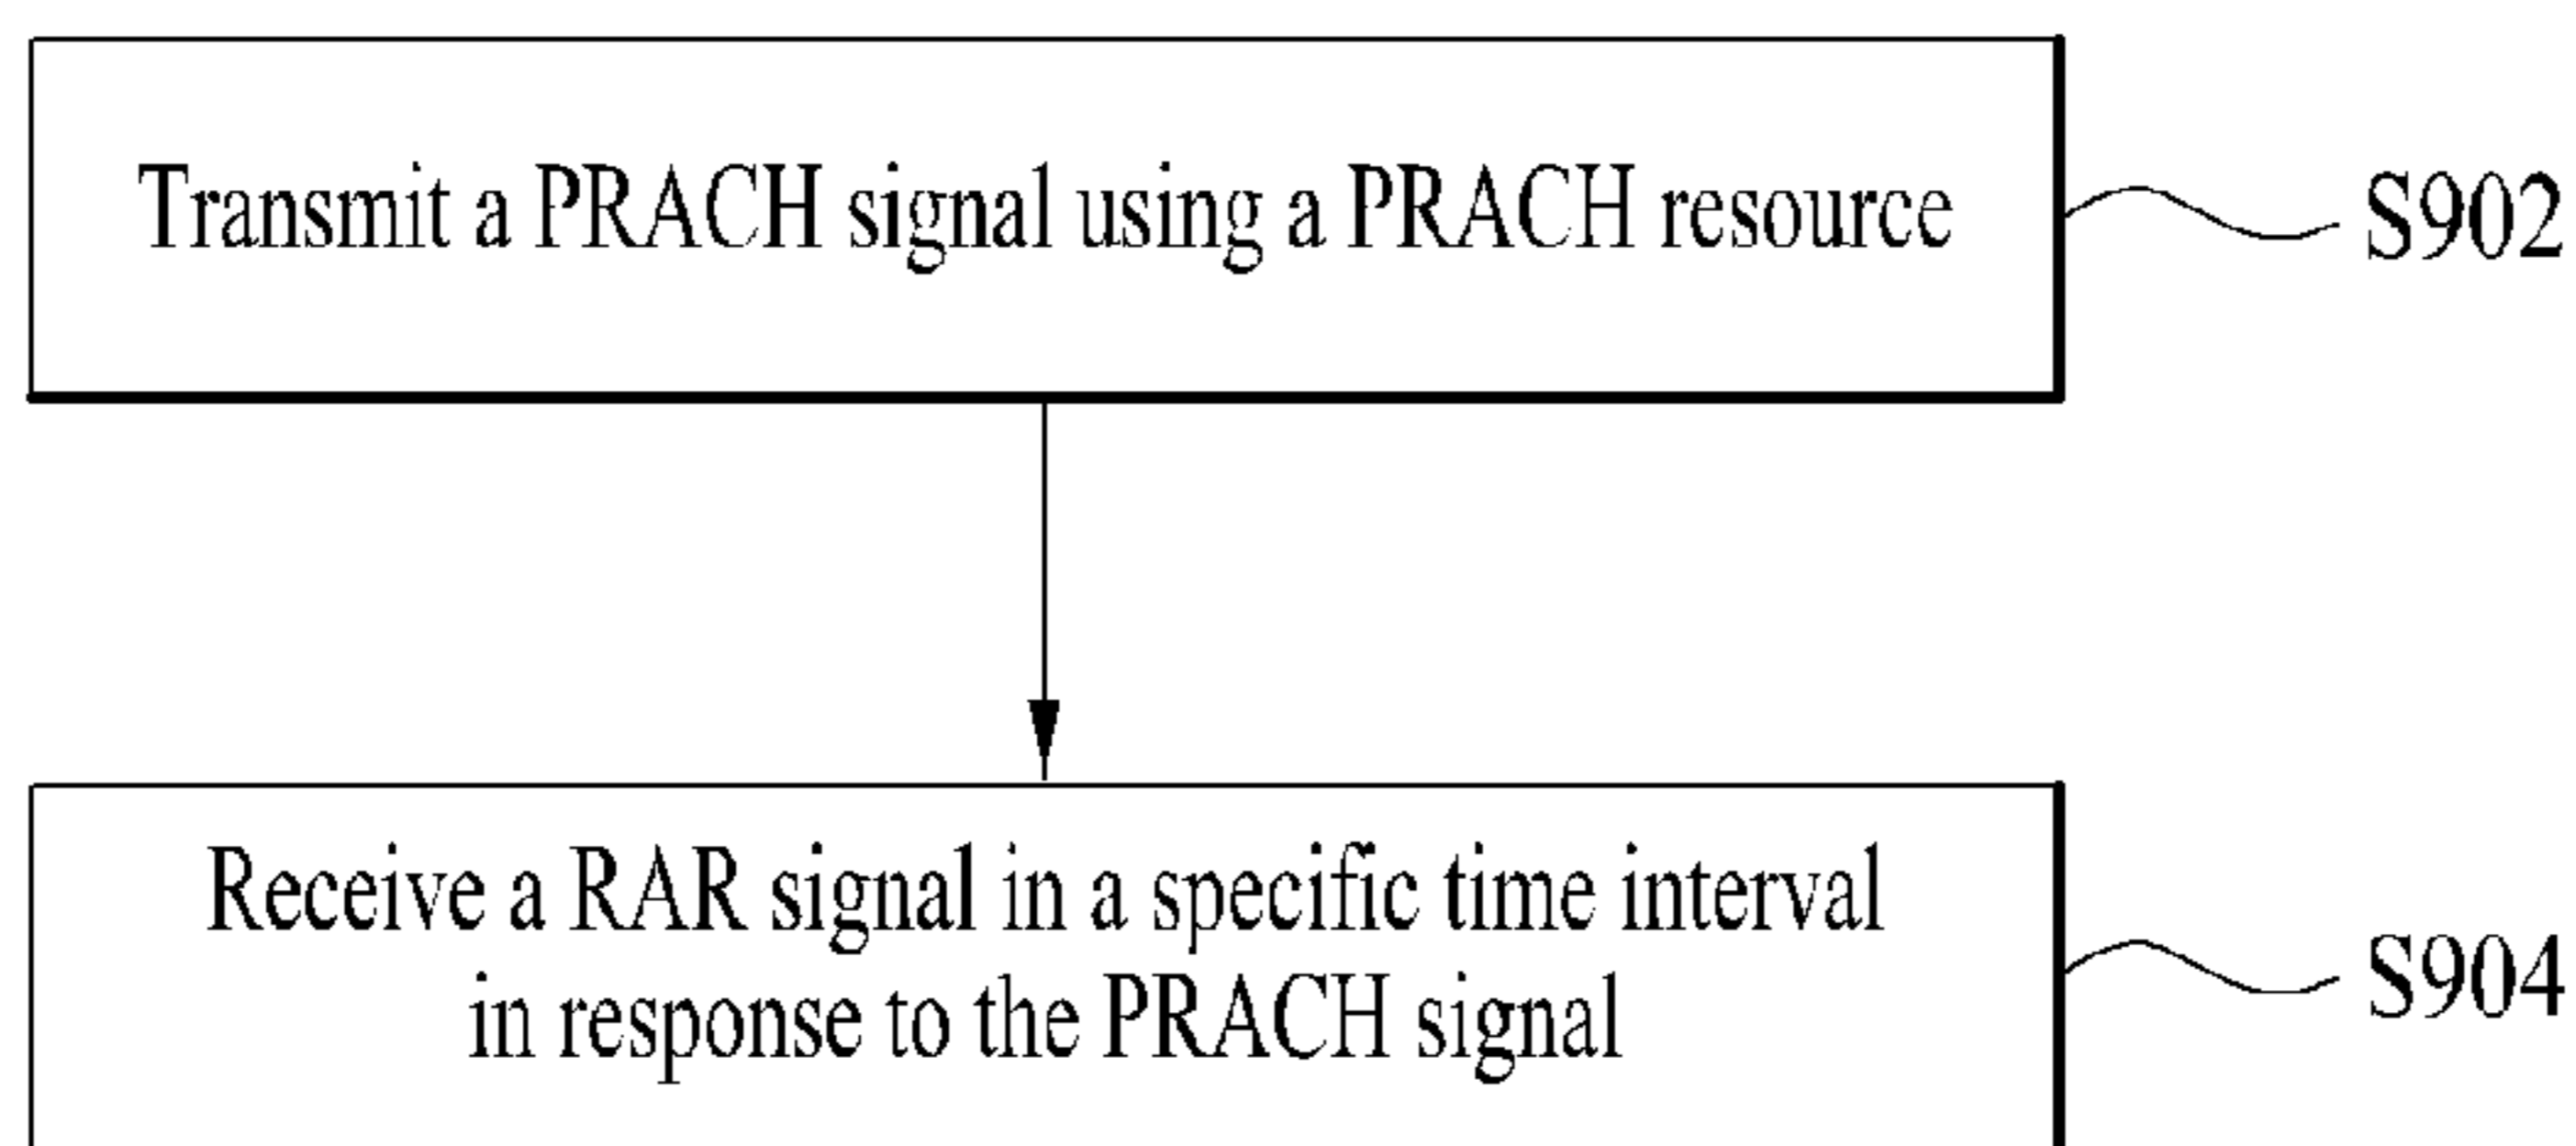 Transmit a PRACH signal using a PRACH resource
S902
Receive a RAR signal in a specific time interval
in response to the PRACH signal
S904